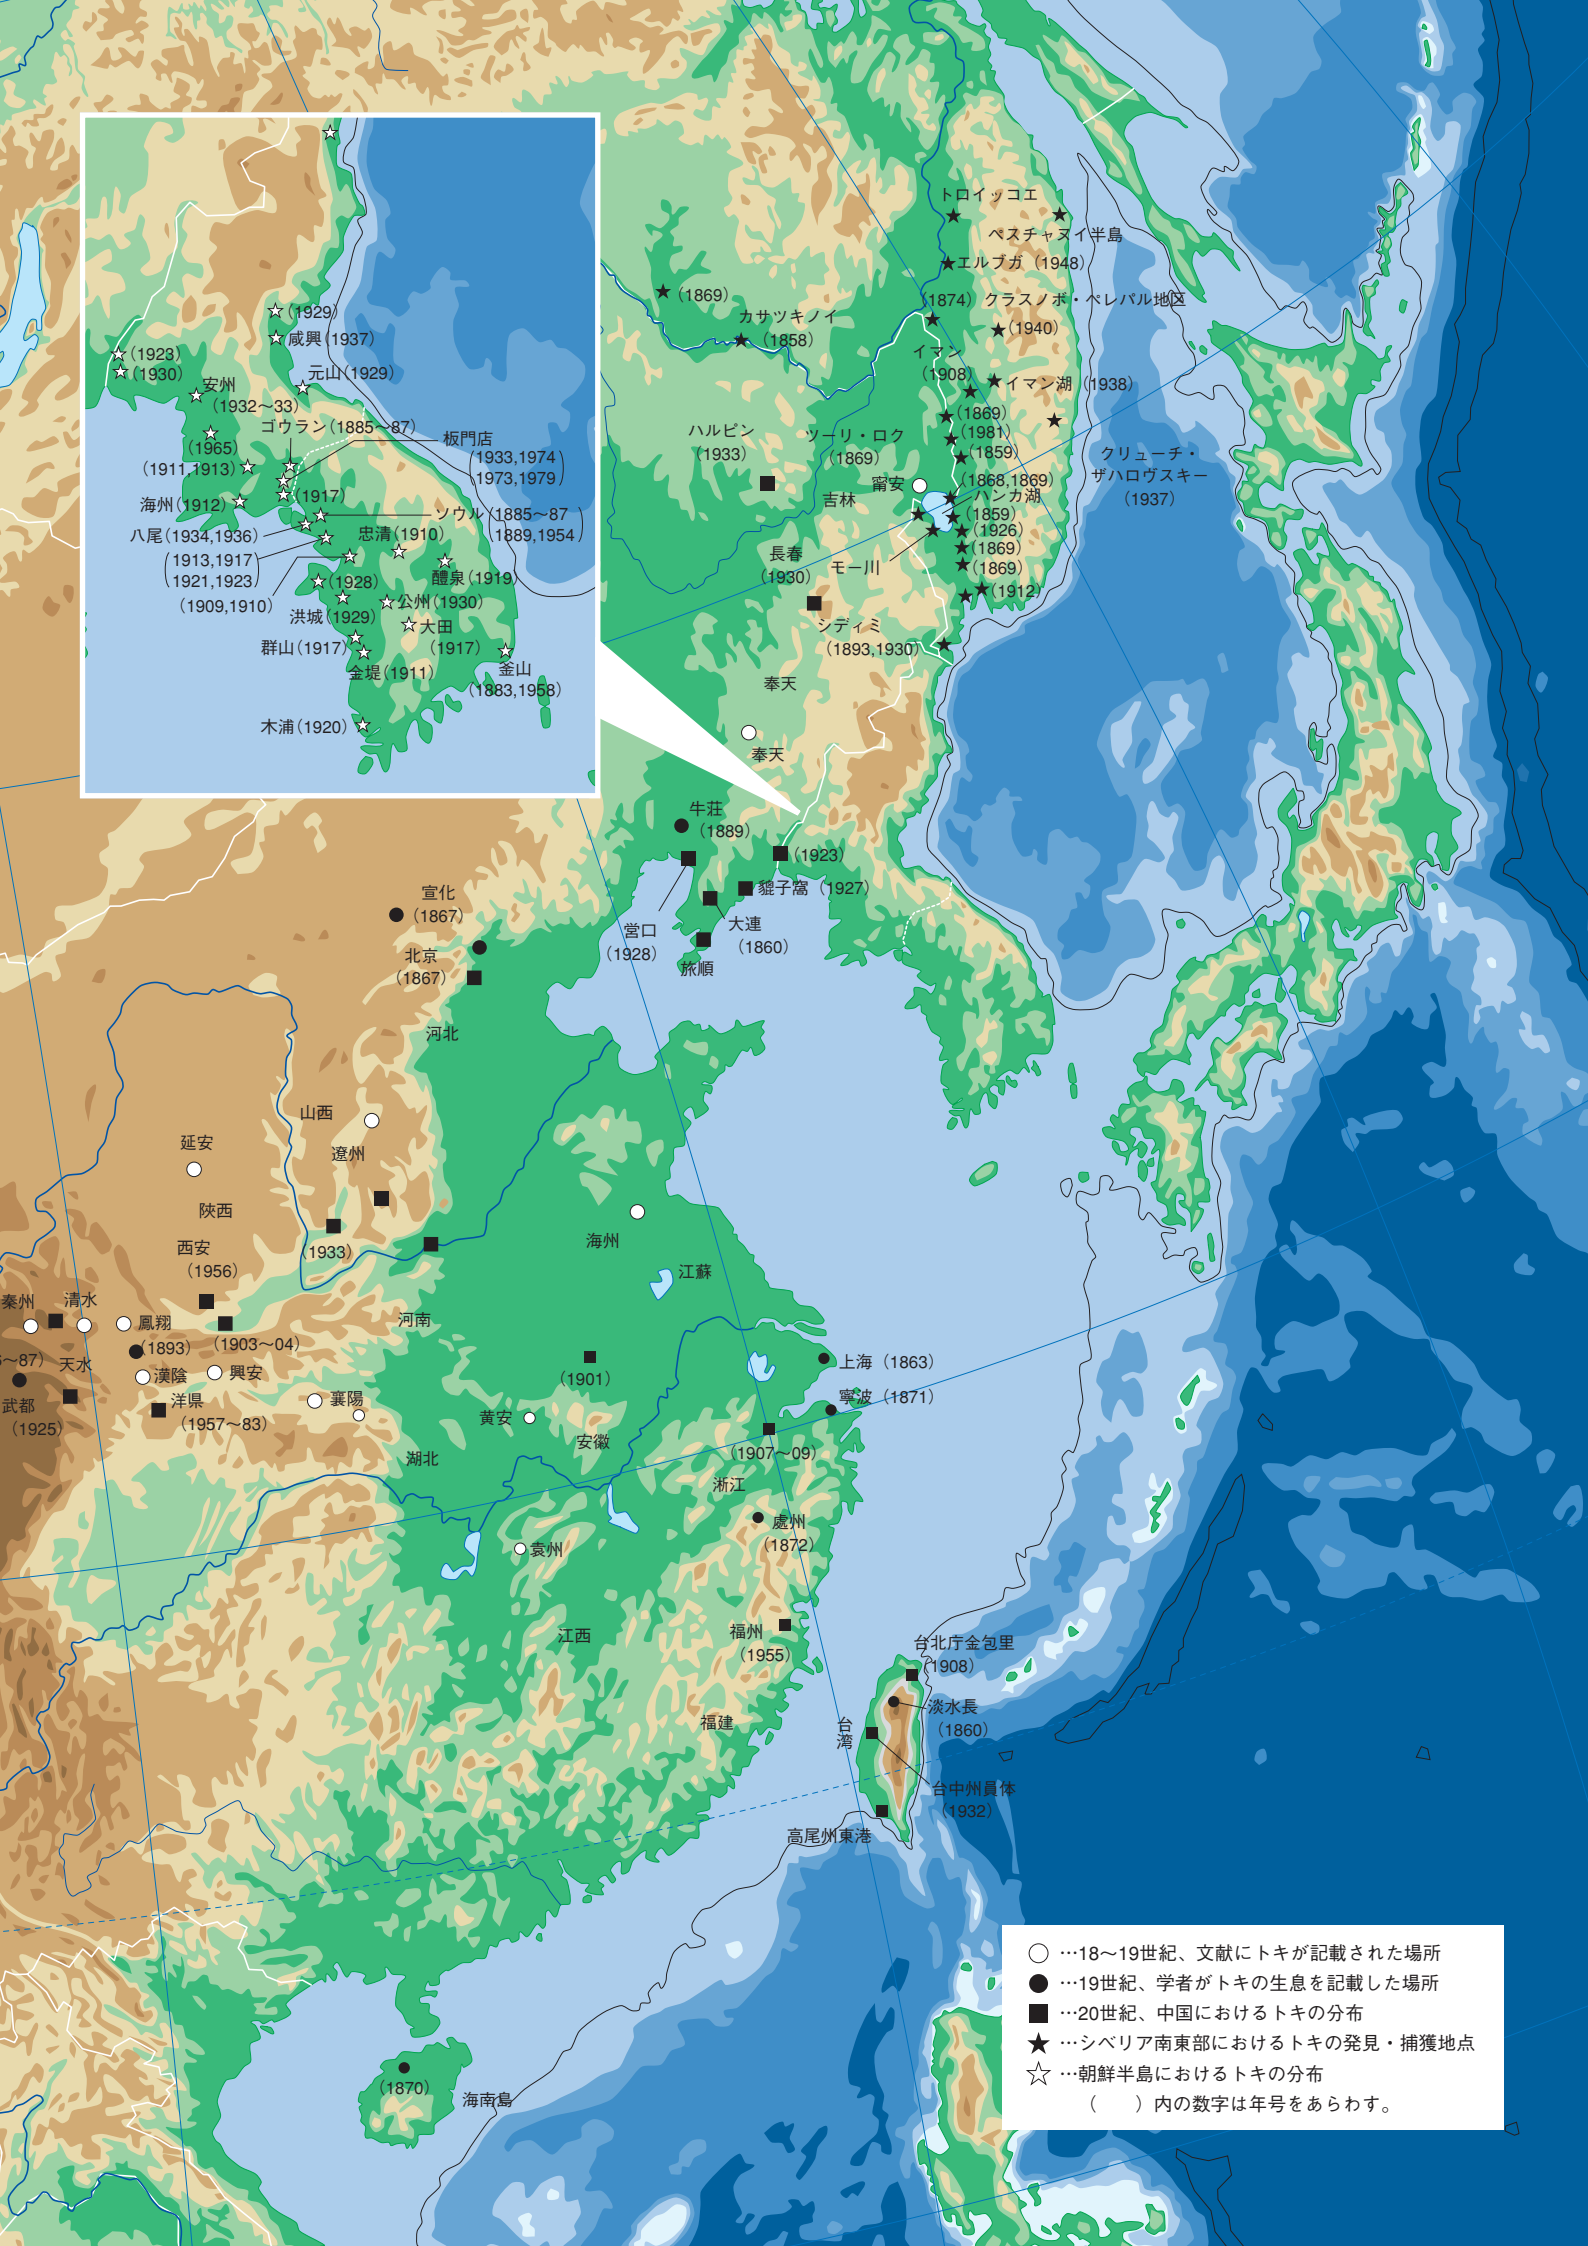 (1929)
咸興(1937)
(1923)
(1930)
元山(1929)
安州
(1932〜33)
ゴウラン(1885〜87)
板門店
(1933,1974
1973,1979)
(1965)
(1911,1913)
(1917)
海州(1912)
ソウル(1885〜87
1889,1954)
八尾(1934,1936)
忠清(1910)
(1913,1917
1921,1923)
醴泉(1919)
(1928)
(1909,1910)
公州(1930)
洪城(1929)
大田
(1917)
群山(1917)
金堤(1911)
釜山
(1883,1958)
木浦(1920)
トロイッコエ
ペスチャヌイ半島
エルブガ(1948)
(1869)
(1874)
クラスノボ・ペレバル地区
カサツキノイ
(1858)
(1940)
イマン
(1908)
イマン湖(1938)
(1869)
ハルピン
(1933)
ツーリ・ロク
(1869)
(1981)
(1859)
クリューチ・
ザハロヴスキー
(1937)
(1868,1869)
甯安
吉林
ハンカ湖
(1859)
(1926)
(1869)
長春
(1930)
モー川
(1869)
(1912)
シディミ
(1893,1930)
奉天
奉天
牛荘
(1889)
(1923)
貔子窩(1927)
宣化
(1867)
大連
(1860)
営口
(1928)
旅順
北京
(1867)
河北
山西
延安
遼州
陝西
西安
(1956)
(1933)
海州
江蘇
秦州
清水
鳳翔
(1893)
(1903〜04)
河南
〜87)
天水
漢陰
興安
武都
(1925)
洋県
(1957〜83)
襄陽
(1901)
上海(1863)
寧波(1871)
黄安
安徽
(1907〜09)
湖北
淅江
處州
(1872)
袁州
江西
福州
(1955)
福建
台北庁金包里
(1908)
淡水長
(1860)
台湾
台中州員体
(1932)
高尾州東港
(1870)
海南島
○…18〜19世紀、文献にトキが記載された場所
●…19世紀、学者がトキの生息を記載した場所
■…20世紀、中国におけるトキの分布
★…シベリア南東部におけるトキの発見・捕獲地点
☆…朝鮮半島におけるトキの分布
(　　)内の数字は年号をあらわす。